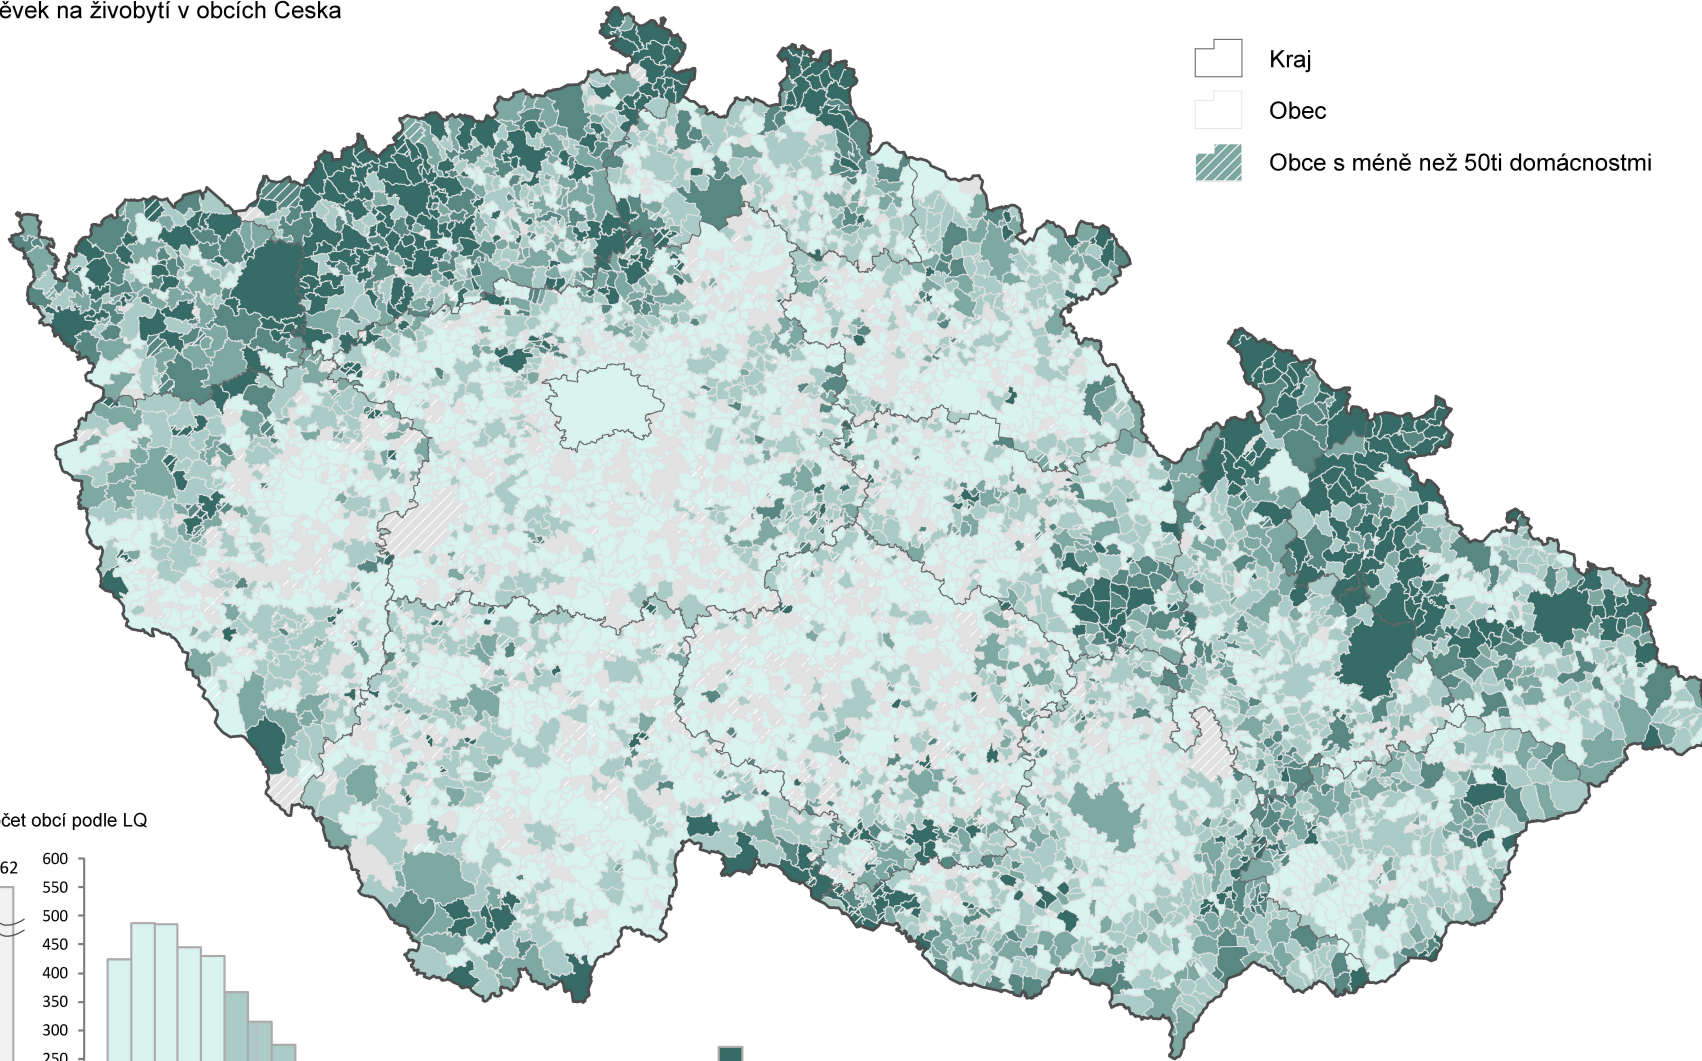 ěvek na živobytí v obcích Česka
Kraj
Obec
Obce s méně než 50ti domácnostmi
čet obcí podle LQ
62
600
550
500
450
400
350
300
250